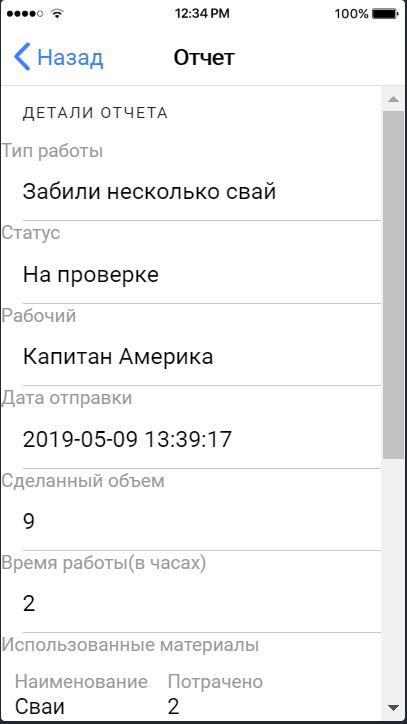 12:34 PM 100%
Назад Отчет
ДЕТАЛИ ОТЧЕТА
Тип работы
Забили несколько свай
Статус
На проверке
Рабочий
Капитан Америка
Дата отправки
2019-05-09 13:39:17
Сделанный объем
9
Время работы(в часах)
2
Использованные материалы
Наименование Потрачено
Сваи 2